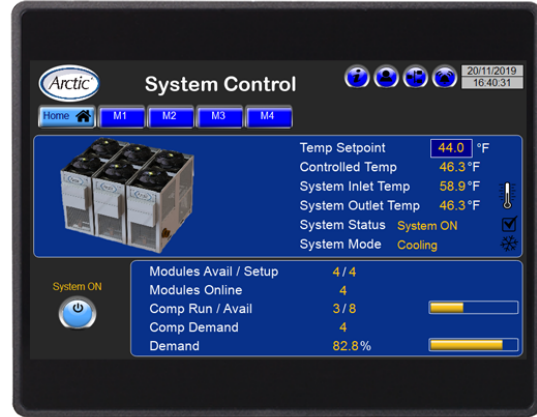 Arctic
System Control
20/11/2019
16:40:31
Home M1 M2 M3 M4
Temp Setpoint 44.0 °F
Controlled Temp 46.3°F
System Inlet Temp 58.9°F
System Outlet Temp 46.3°F
System Status System ON
System Mode Cooling
System ON
Modules Avail / Setup 4/4
Modules Online 4
Comp Run / Avail 3/8
Comp Demand 4
Demand 82.8%